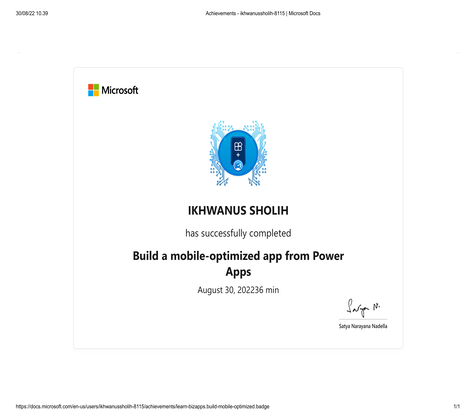 30/08/22 10.39
Achievements - ikhwanussholih-8115 | Microsoft Docs
Microsoft
IKHWANUS SHOLIH
has successfully completed
Build a mobile-optimized app from Power
Apps
August 30, 202236 min
Satya N.
Satya Narayana Nadella
https://docs.microsoft.com/en-us/users/ikhwanussholih-8115/achievements/learn-bizapps.build-mobile-optimized.badge
1/1